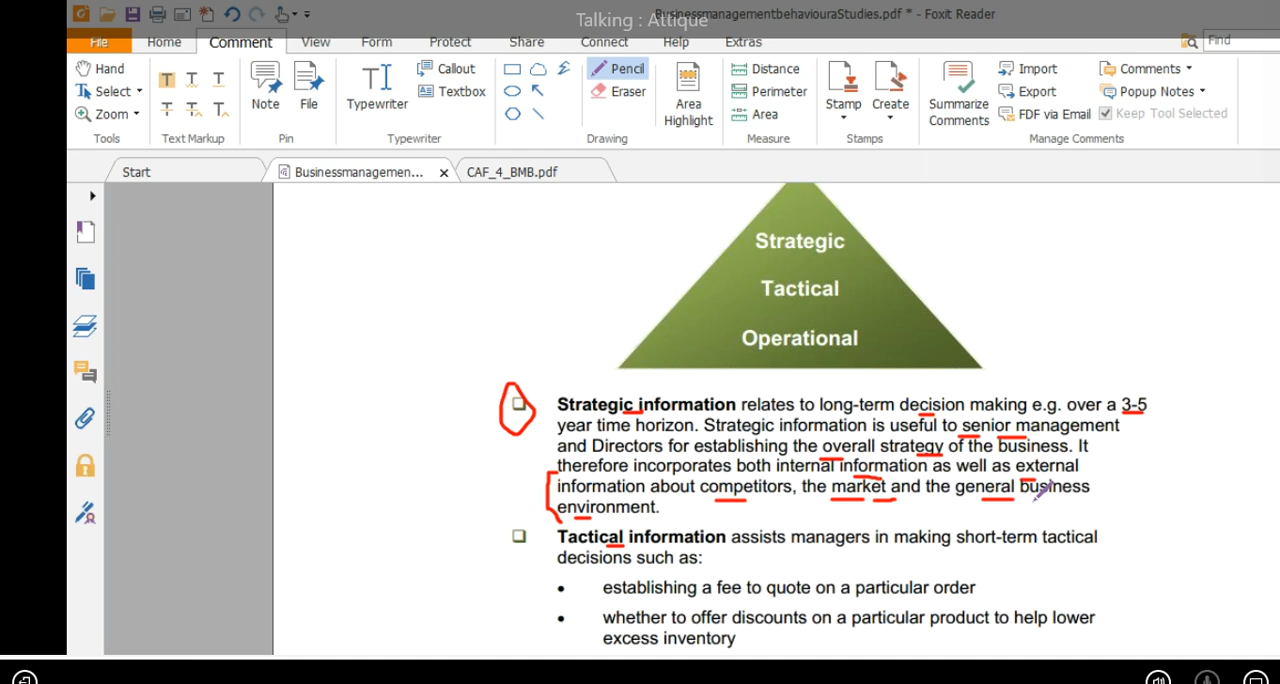 BusinessmanagementbehaviouraStudies.pdf * - Foxit Reader
Talking : Attique
File Home Comment View Form Protect Share Connect Help Extras Find
Hand
Select
Zoom
Tools
T T T
T T T
Text Markup
Note File
Pin
Typewriter
Callout
Textbox
Typewriter
Pencil
Eraser
Area
Highlight
Drawing
Distance
Perimeter
Area
Measure
Stamp Create
Stamps
Summarize
Comments
Import
Export
FDF via Email
Comments
Popup Notes
Keep Tool Selected
Manage Comments
Start Businessmanagemen... × CAF_4_BMB.pdf
Strategic
Tactical
Operational
Strategic information relates to long-term decision making e.g. over a 3-5
year time horizon. Strategic information is useful to senior management
and Directors for establishing the overall strategy of the business. It
therefore incorporates both internal information as well as external
information about competitors, the market and the general business
environment.
Tactical information assists managers in making short-term tactical
decisions such as:
• establishing a fee to quote on a particular order
• whether to offer discounts on a particular product to help lower
excess inventory